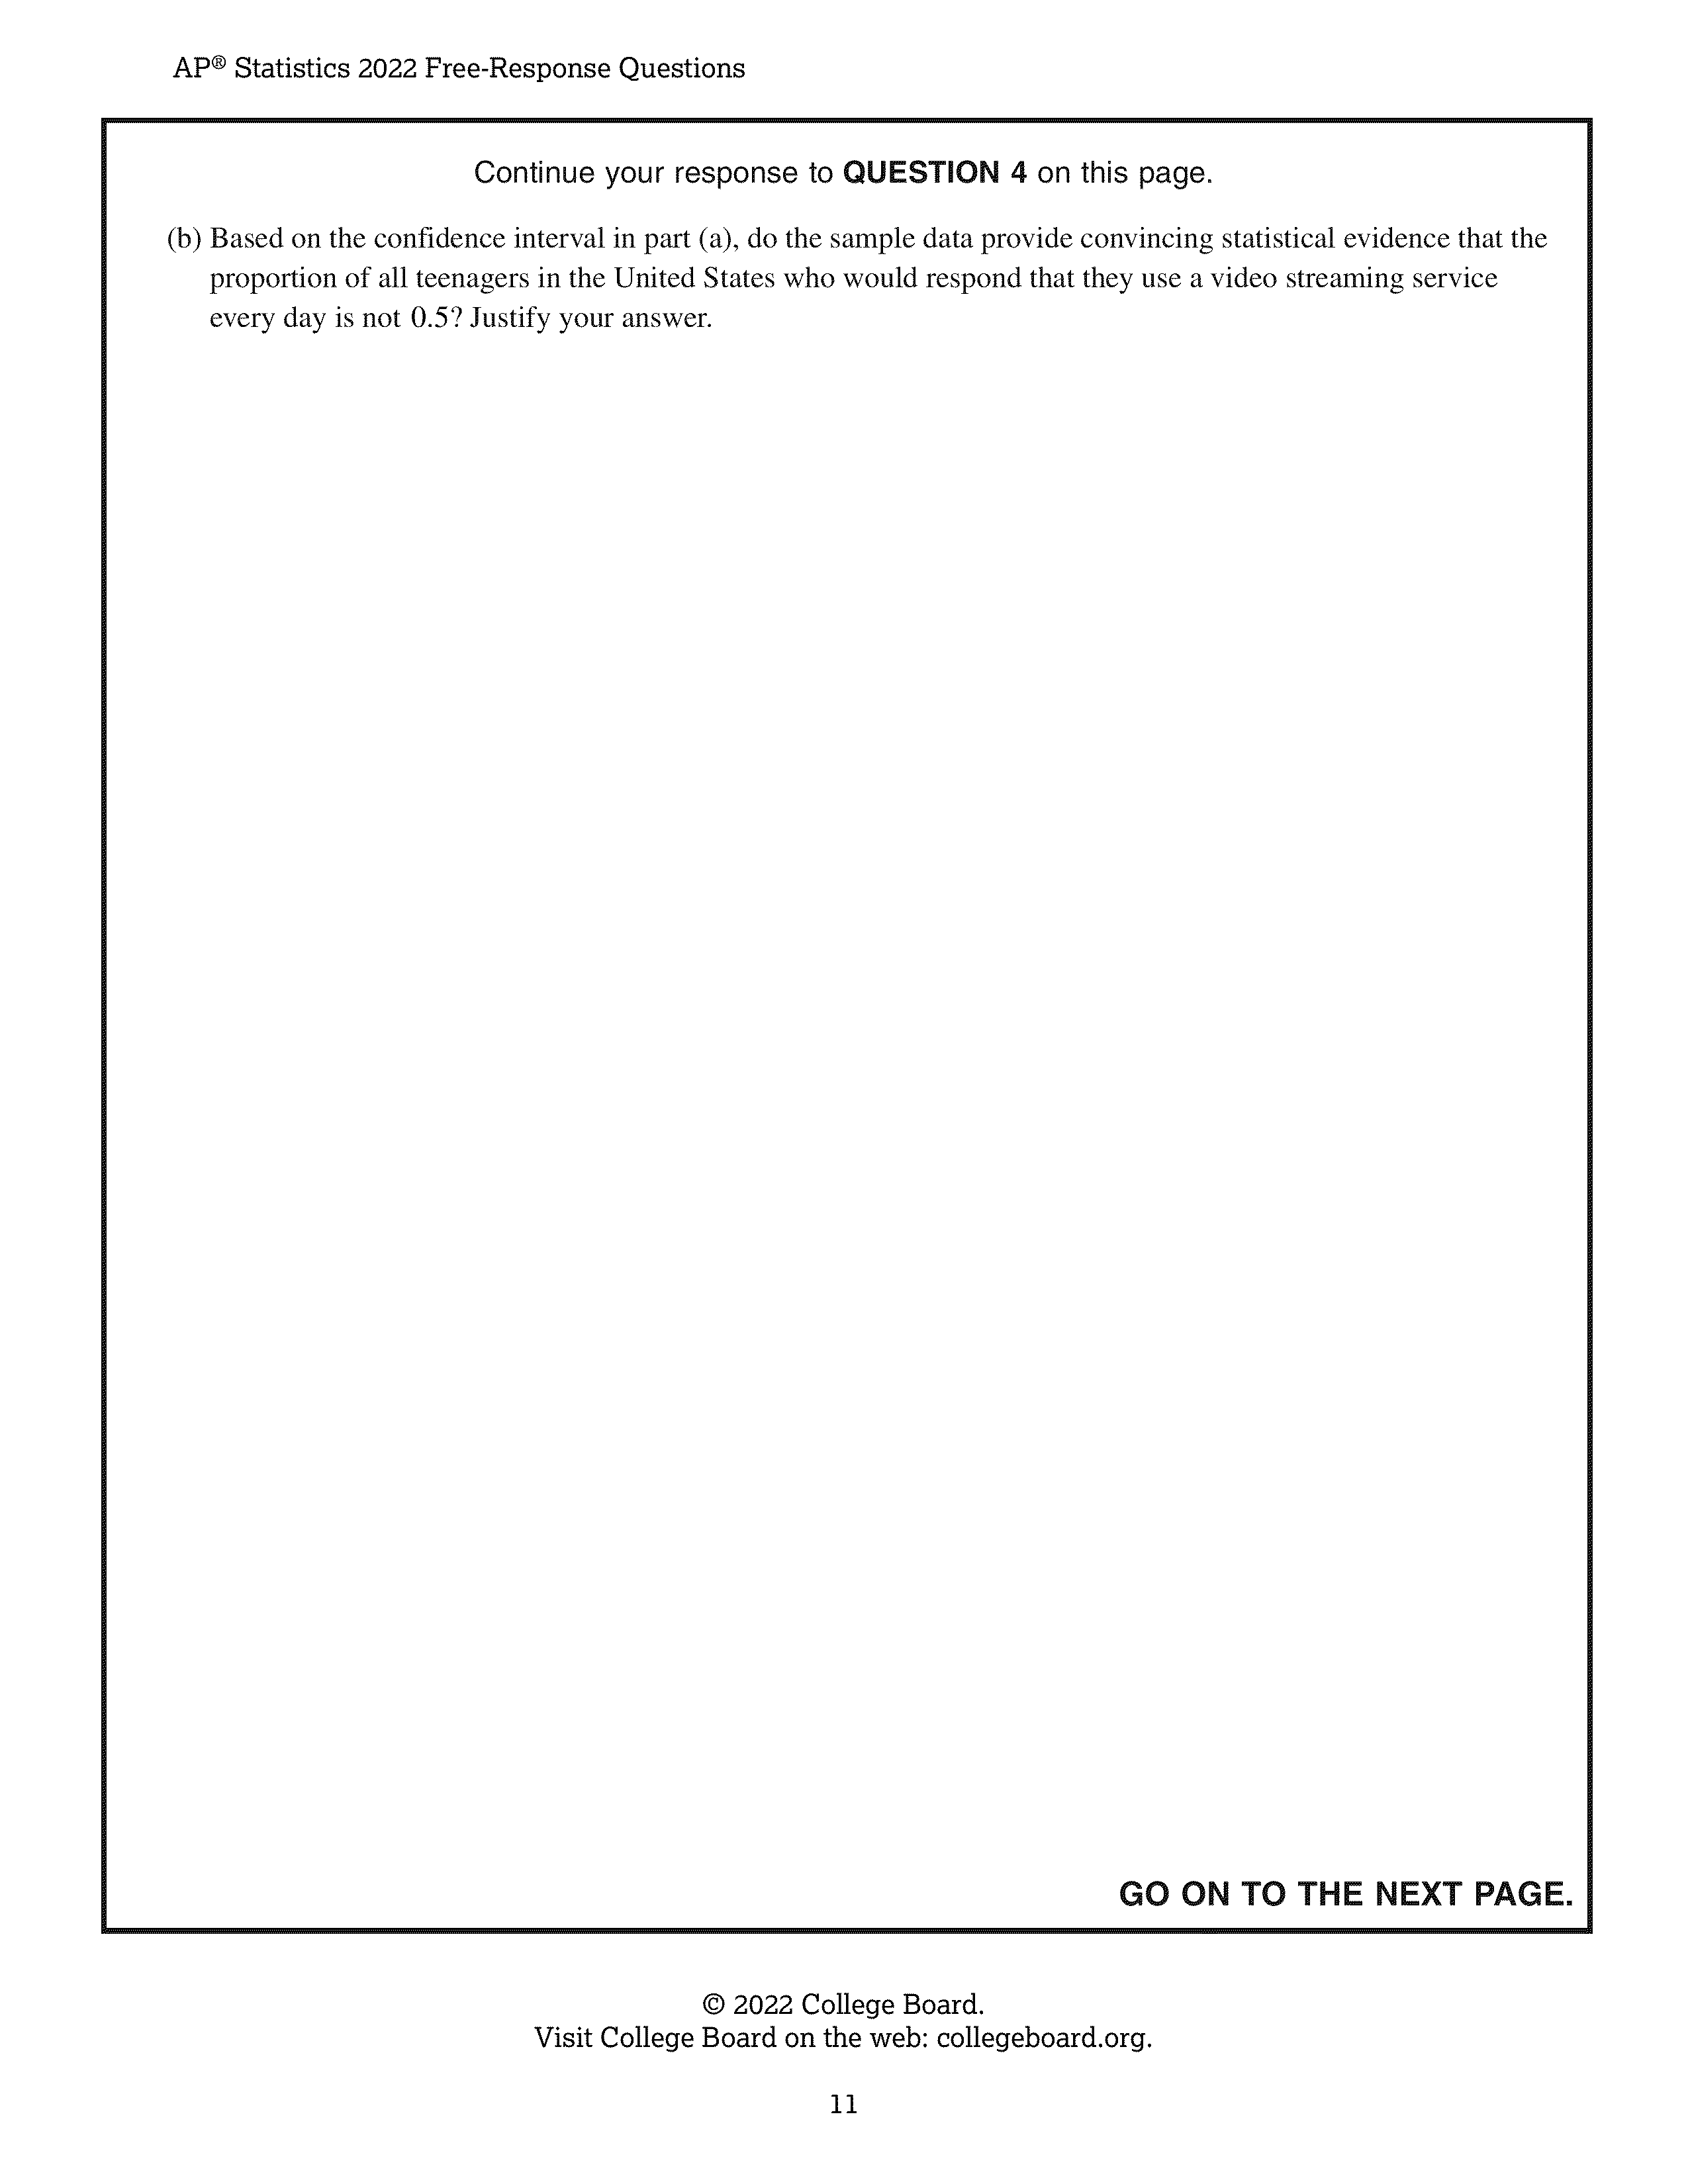 AP® Statistics 2022 Free-Response Questions
Continue your response to QUESTION 4 on this page.
(b) Based on the confidence interval in part (a), do the sample data provide convincing statistical evidence that the
proportion of all teenagers in the United States who would respond that they use a video streaming service
every day is not 0.5? Justify your answer.
GO ON TO THE NEXT PAGE.
© 2022 College Board.
Visit College Board on the web: collegeboard.org.
11